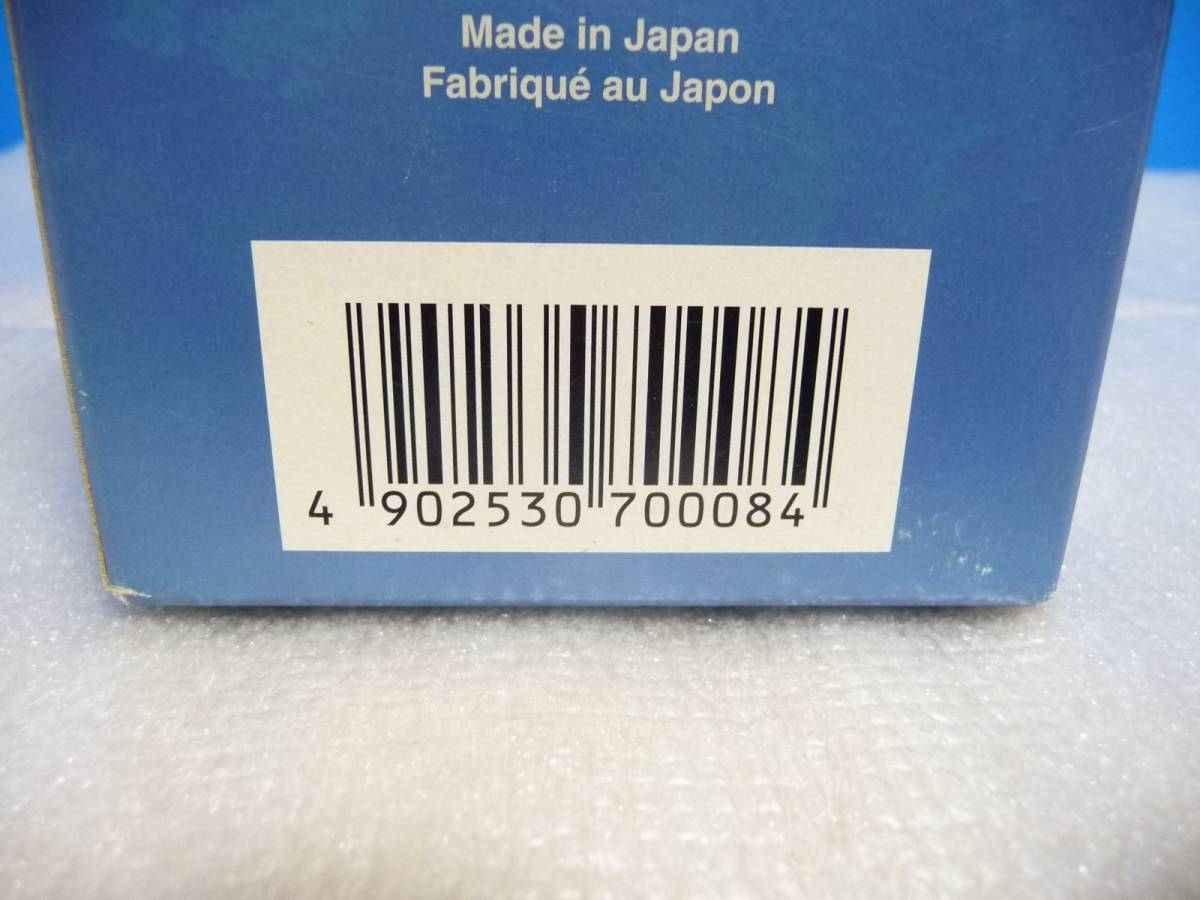 Made in Japan
Fabriqué au Japon
4 902530 700084